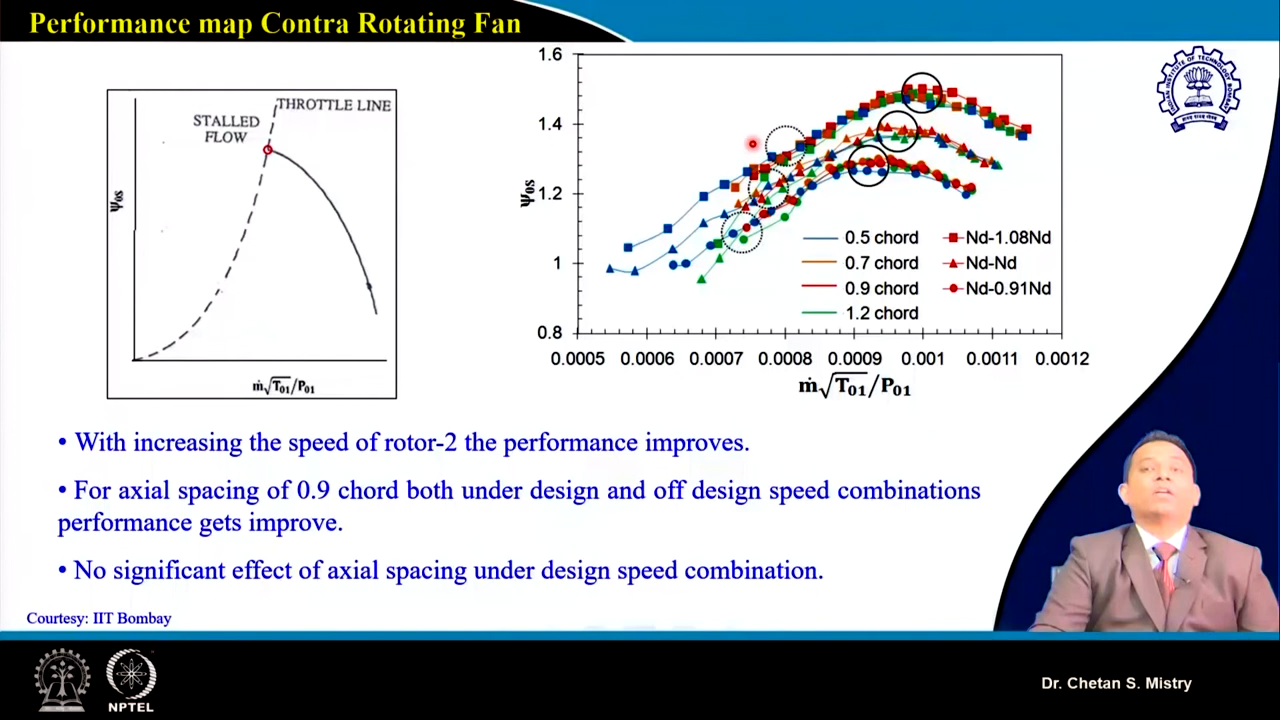 Performance map Contra Rotating Fan
THROTTLE LINE
STALLED
FLOW
Ψ₀S
ṁ√T₀₁/P₀₁
1.6
1.4
1.2
1
0.8
Ψ₀S
0.5 chord
0.7 chord
0.9 chord
1.2 chord
Nd-1.08Nd
Nd-Nd
Nd-0.91Nd
0.0005 0.0006 0.0007 0.0008 0.0009 0.001 0.0011 0.0012
ṁ√T₀₁/P₀₁
• With increasing the speed of rotor-2 the performance improves.
• For axial spacing of 0.9 chord both under design and off design speed combinations
performance gets improve.
• No significant effect of axial spacing under design speed combination.
Courtesy: IIT Bombay
NPTEL
Dr. Chetan S. Mistry